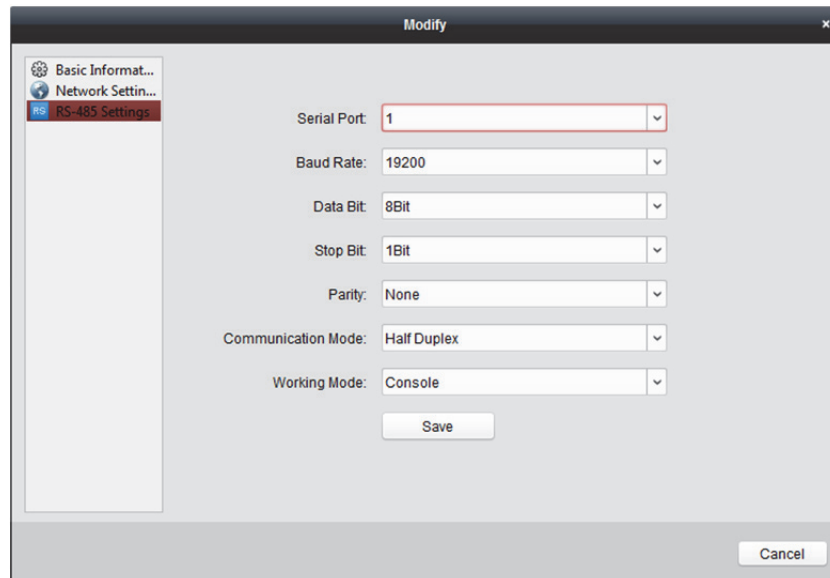 Modify
×
Basic Informat...
Network Settin...
RS RS-485 Settings
Serial Port: 1
Baud Rate: 19200
Data Bit: 8Bit
Stop Bit: 1Bit
Parity: None
Communication Mode: Half Duplex
Working Mode: Console
Save
Cancel